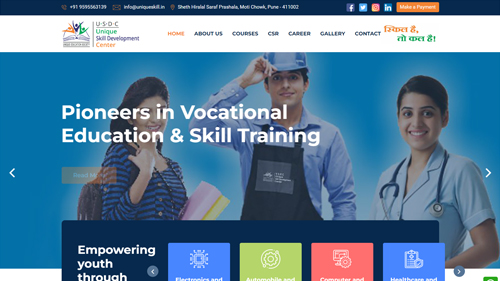 +91 9595563139
info@uniqueskill.in
Sheth Hiralal Saraf Prashala, Moti Chowk, Pune - 411002
Make a Payment
U·S·D·C
Unique
Skill Development
Center
HOME
ABOUT US
COURSES
CSR
CAREER
GALLERY
CONTACT
स्किल है,
तो कल है!
Pioneers in Vocational
Education & Skill Training
Read More
Empowering
youth
through
Electronics and
Automobile and
Computer and
Healthcare and